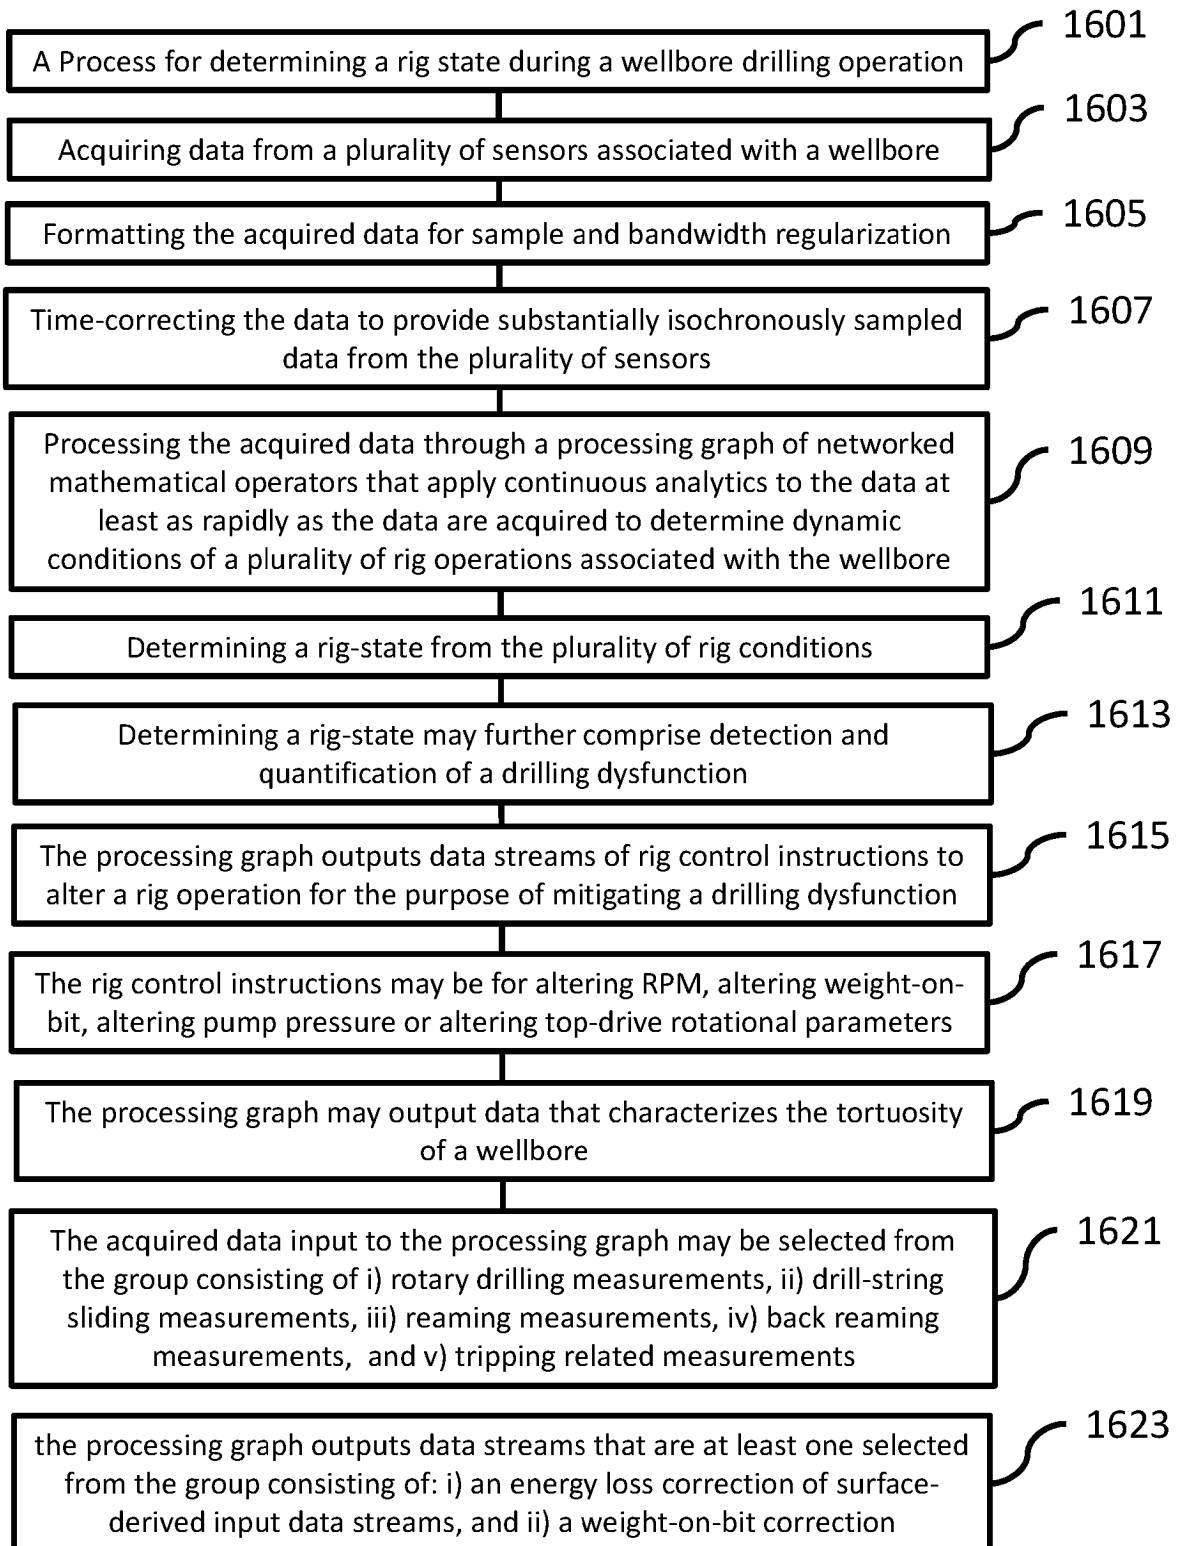 1601
A Process for determining a rig state during a wellbore drilling operation
1603
Acquiring data from a plurality of sensors associated with a wellbore
1605
Formatting the acquired data for sample and bandwidth regularization
1607
Time-correcting the data to provide substantially isochronously sampled
data from the plurality of sensors
1609
Processing the acquired data through a processing graph of networked
mathematical operators that apply continuous analytics to the data at
least as rapidly as the data are acquired to determine dynamic
conditions of a plurality of rig operations associated with the wellbore
1611
Determining a rig-state from the plurality of rig conditions
1613
Determining a rig-state may further comprise detection and
quantification of a drilling dysfunction
1615
The processing graph outputs data streams of rig control instructions to
alter a rig operation for the purpose of mitigating a drilling dysfunction
1617
The rig control instructions may be for altering RPM, altering weight-on-
bit, altering pump pressure or altering top-drive rotational parameters
1619
The processing graph may output data that characterizes the tortuosity
of a wellbore
1621
The acquired data input to the processing graph may be selected from
the group consisting of i) rotary drilling measurements, ii) drill-string
sliding measurements, iii) reaming measurements, iv) back reaming
measurements, and v) tripping related measurements
1623
the processing graph outputs data streams that are at least one selected
from the group consisting of: i) an energy loss correction of surface-
derived input data streams, and ii) a weight-on-bit correction